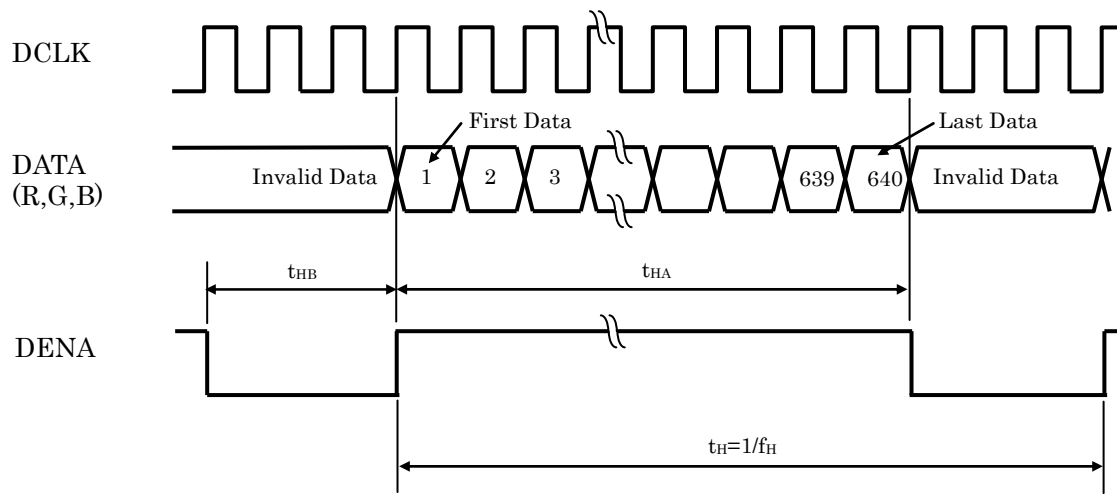 DCLK
First Data
Last Data
DATA
(R,G,B)
Invalid Data
1
2
3
639
640
Invalid Data
tHB
tHA
DENA
tH=1/fH